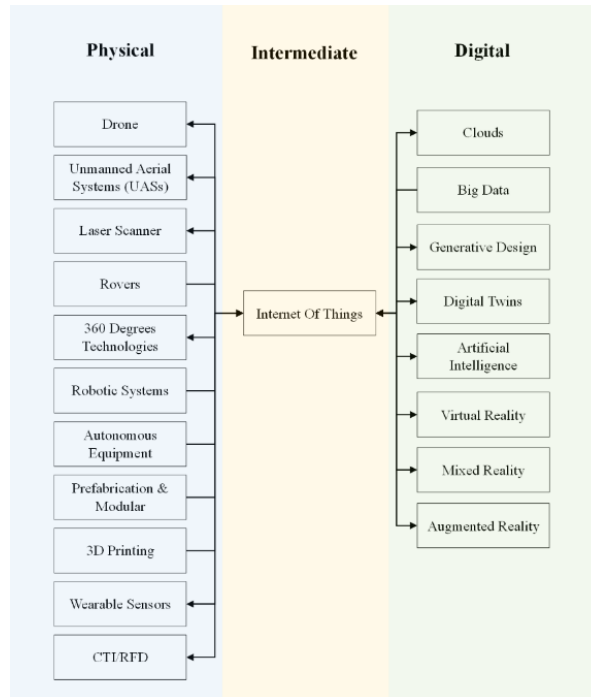 Physical
Intermediate
Digital
Drone
Unmanned Aerial
Systems (UASs)
Laser Scanner
Rovers
360 Degrees
Technologies
Robotic Systems
Autonomous
Equipment
Prefabrication &
Modular
3D Printing
Wearable Sensors
CTI/RFD
Internet Of Things
Clouds
Big Data
Generative Design
Digital Twins
Artificial
Intelligence
Virtual Reality
Mixed Reality
Augmented Reality